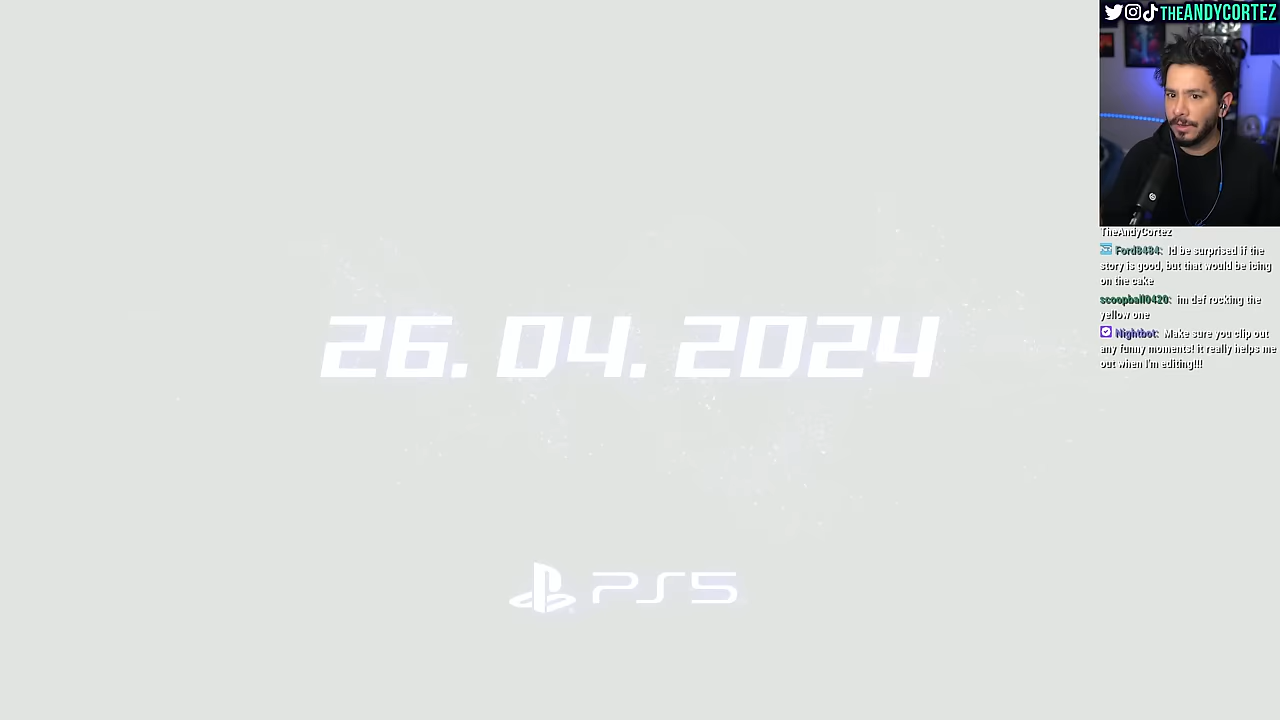 THEANDYCORTEZ
TheAndyCortez
Ford8484: Id be surprised if the
story is good, but that would be icing
on the cake
scoopball0420: im def rocking the
yellow one
Nightbot: Make sure you clip out
any funny moments! it really helps me
out when I'm editing!!!
26. 04. 2024
PS5